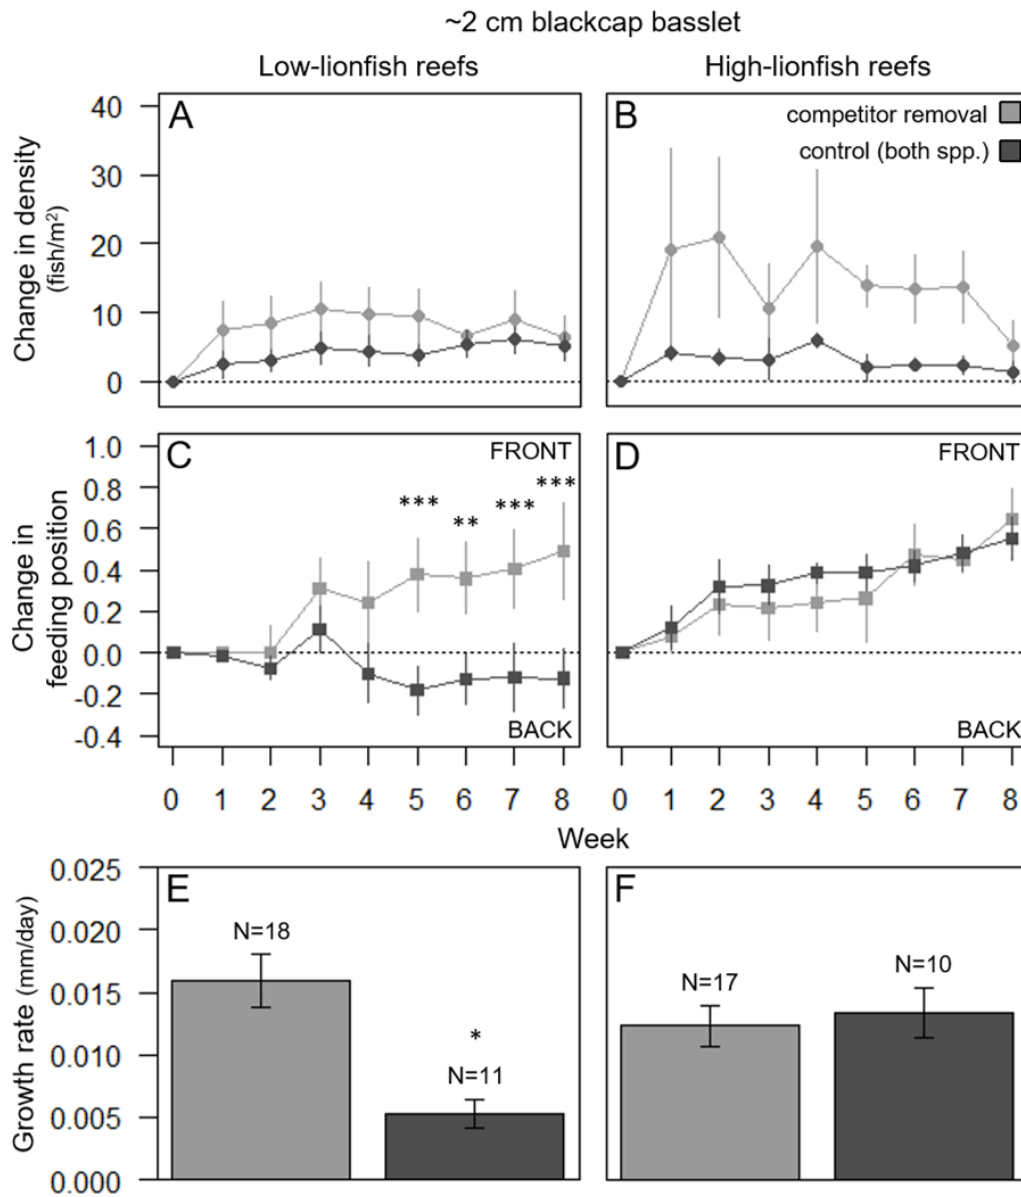 ~2 cm blackcap basslet
Low-lionfish reefs
High-lionfish reefs
Change in density
(fish/m²)
40
30
20
10
0
A
B
competitor removal
control (both spp.)
Change in
feeding position
1.0
0.8
0.6
0.4
0.2
0.0
-0.2
-0.4
C
FRONT
***
**
***
***
BACK
D
FRONT
BACK
0 1 2 3 4 5 6 7 8
0 1 2 3 4 5 6 7 8
Week
Growth rate (mm/day)
0.025
0.020
0.015
0.010
0.005
0.000
E
N=18
*
N=11
F
N=17
N=10